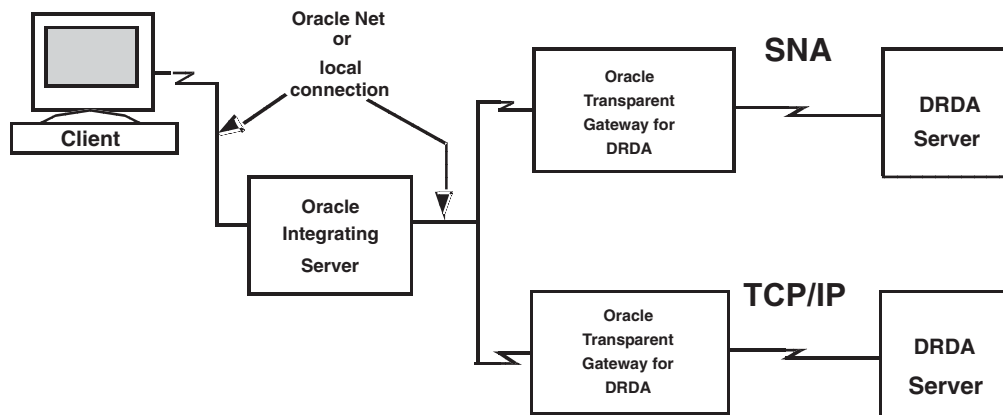 Oracle Net
or
local
connection
Client
Oracle
Integrating
Server
Oracle
Transparent
Gateway for
DRDA
SNA
DRDA
Server
Oracle
Transparent
Gateway for
DRDA
TCP/IP
DRDA
Server